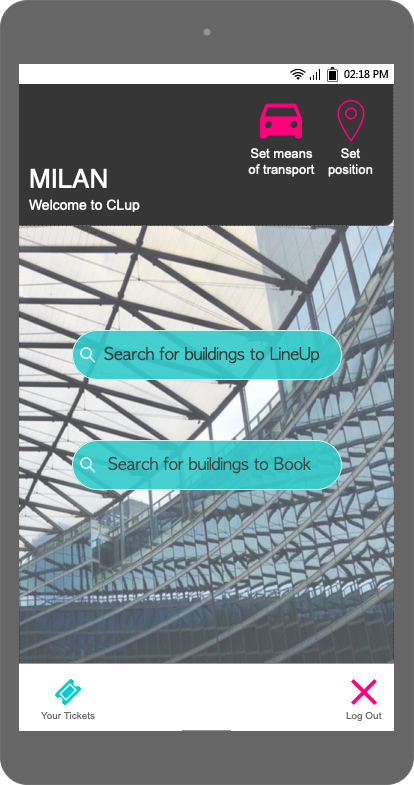 02:18 PM
Set means
of transport
Set
position
MILAN
Welcome to CLup
Search for buildings to LineUp
Search for buildings to Book
Your Tickets
Log Out